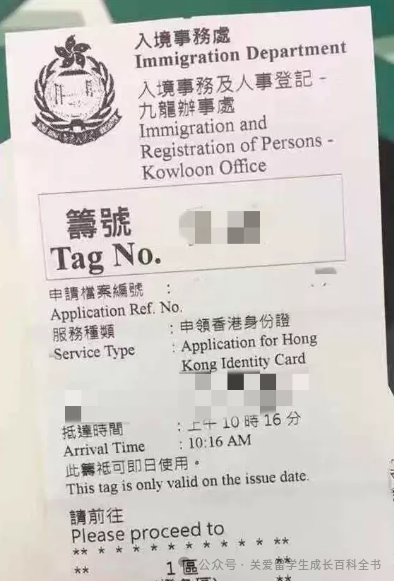 入境事務處
Immigration Department
入境事務及人事登記 -
九龍辦事處
Immigration and
Registration of Persons -
Kowloon Office
籌號
Tag No.
申請檔案編號 :
Application Ref. No.
服務種類 : 申領香港身份證
Service Type : Application for Hong
Kong Identity Card
抵達時間 : 上午 10 時 16 分
Arrival Time : 10:16 AM
此籌祗可即日使用。
This tag is only valid on the issue date.
請前往
Please proceed to
** * * * * * * * * * * **
** 1 區 **
公众号 · 关爱留学生成长百科全书